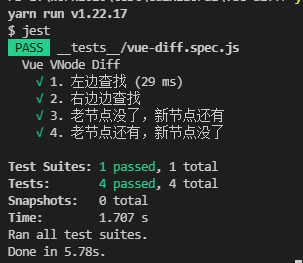 yarn run v1.22.17
$ jest
PASS __tests__/vue-diff.spec.js
Vue VNode Diff
√ 1. 左边查找 (29 ms)
√ 2. 右边边查找
√ 3. 老节点没了，新节点还有
√ 4. 老节点还有，新节点没了
Test Suites: 1 passed, 1 total
Tests: 4 passed, 4 total
Snapshots: 0 total
Time: 1.707 s
Ran all test suites.
Done in 5.78s.